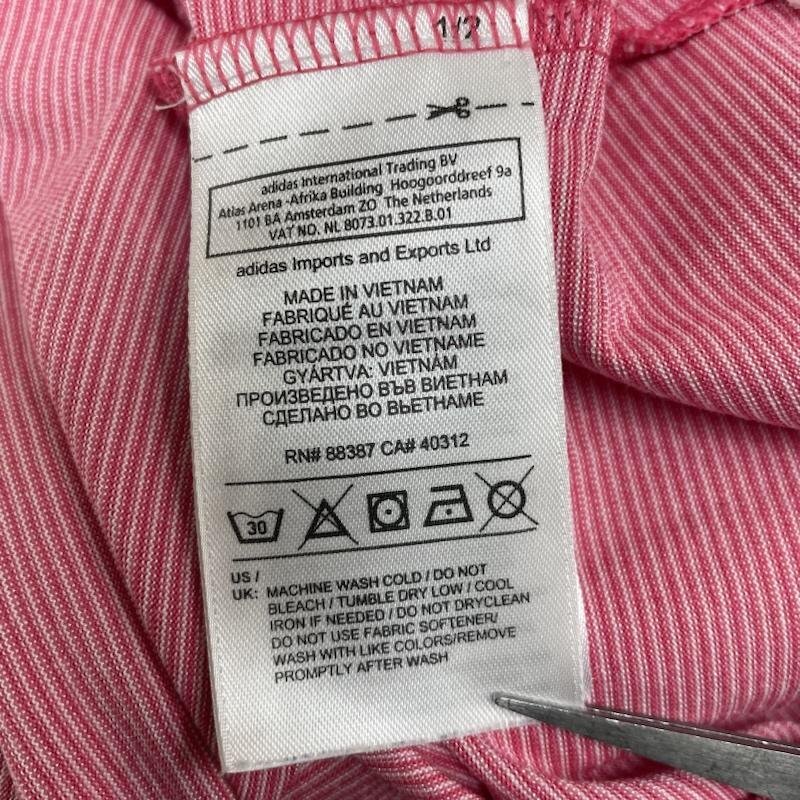 1/2
adidas International Trading BV
Atlas Arena -Afrika Building Hoogoorddreef 9a
1101 BA Amsterdam ZO The Netherlands
VAT NO. NL 8073.01.322.B.01
adidas Imports and Exports Ltd
MADE IN VIETNAM
FABRIQUÉ AU VIETNAM
FABRICADO EN VIETNAM
FABRICADO NO VIETNAME
GYÁRTVA: VIETNÁM
ПРОИЗВЕДЕНО ВЪВ ВИЕТНАМ
СДЕЛАНО ВО ВЬЕТНАМЕ
RN# 88387 CA# 40312
30
US /
UK: MACHINE WASH COLD / DO NOT
BLEACH / TUMBLE DRY LOW / COOL
IRON IF NEEDED / DO NOT DRYCLEAN
DO NOT USE FABRIC SOFTENER/
WASH WITH LIKE COLORS/REMOVE
PROMPTLY AFTER WASH